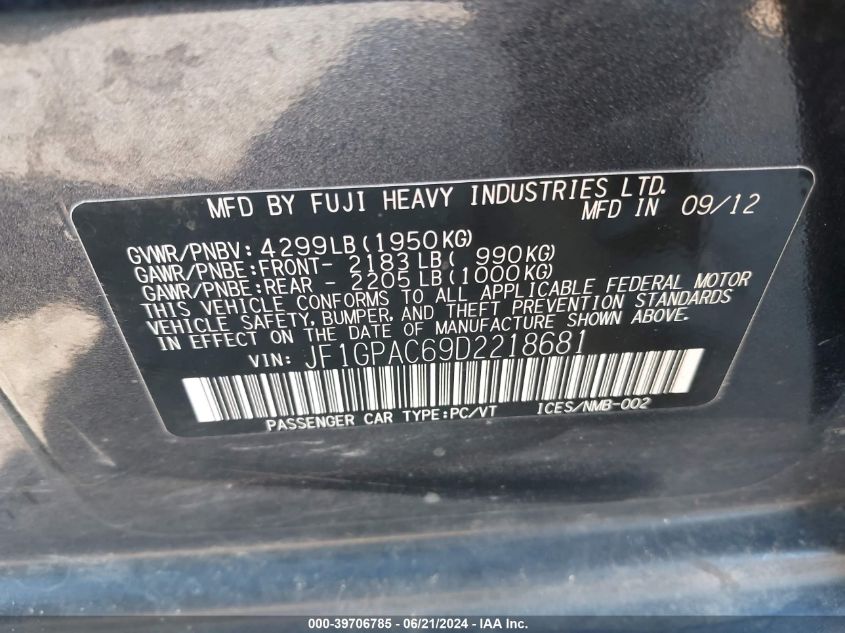 MFD BY FUJI HEAVY INDUSTRIES LTD.
MFD IN 09/12
GVWR/PNBV: 4299LB(1950KG)
GAWR/PNBE:FRONT- 2183LB( 990KG)
GAWR/PNBE:REAR - 2205LB(1000KG)
THIS VEHICLE CONFORMS TO ALL APPLICABLE FEDERAL MOTOR
VEHICLE SAFETY, BUMPER, AND THEFT PREVENTION STANDARDS
IN EFFECT ON THE DATE OF MANUFACTURE SHOWN ABOVE.
VIN: JF1GPAC69D2218681
PASSENGER CAR TYPE:PC/VT ICES/NMB-002
000-39706785 - 06/21/2024 - IAA Inc.